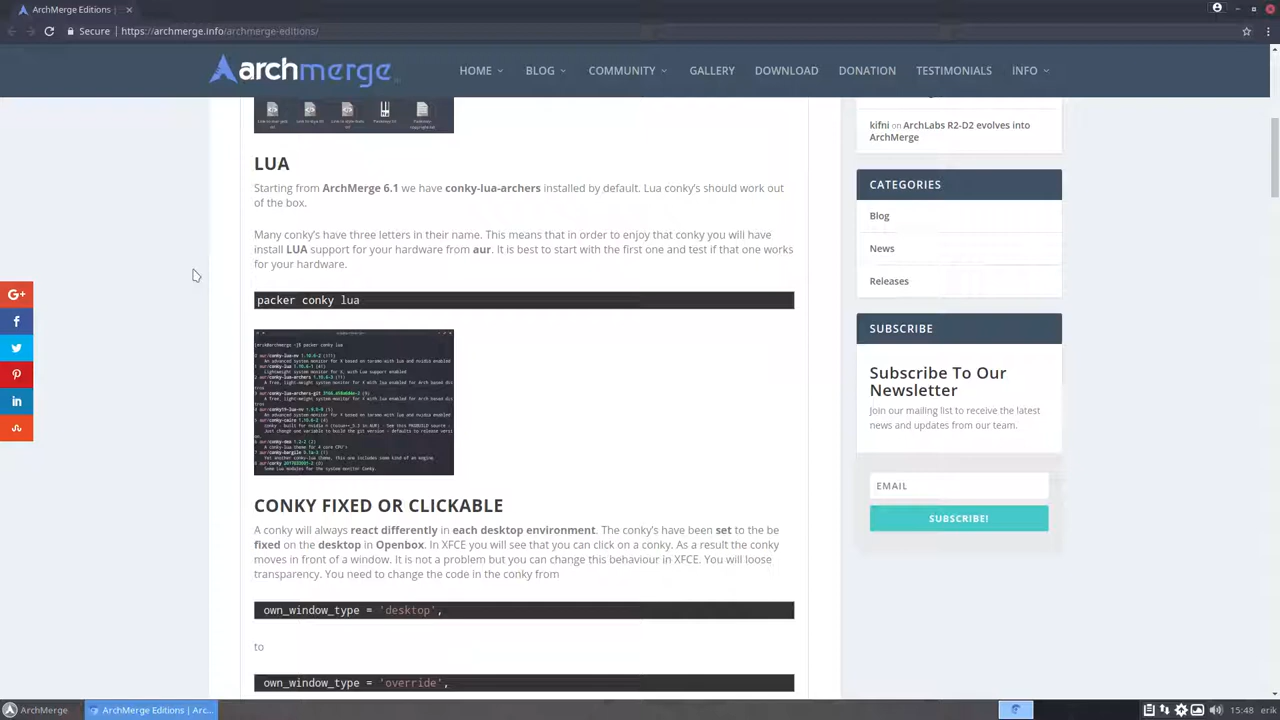 ArchMerge Editions |
Secure | https://archmerge.info/archmerge-editions/
archmerge
HOME
BLOG
COMMUNITY
GALLERY
DOWNLOAD
DONATION
TESTIMONIALS
INFO
LUA
Starting from ArchMerge 6.1 we have conky-lua-archers installed by default. Lua conky's should work out
of the box.
Many conky's have three letters in their name. This means that in order to enjoy that conky you will have
install LUA support for your hardware from aur. It is best to start with the first one and test if that one works
for your hardware.
packer conky lua
CONKY FIXED OR CLICKABLE
A conky will always react differently in each desktop environment. The conky's have been set to the be
fixed on the desktop in Openbox. In XFCE you will see that you can click on a conky. As a result the conky
moves in front of a window. It is not a problem but you can change this behaviour in XFCE. You will loose
transparency. You need to change the code in the conky from
own_window_type = 'desktop',
to
own_window_type = 'override',
kifni on ArchLabs R2-D2 evolves into
ArchMerge
CATEGORIES
Blog
News
Releases
SUBSCRIBE
Subscribe To Our
Newsletter
Join our mailing list to receive the latest
news and updates from our team.
EMAIL
SUBSCRIBE!
G+
f
in
ArchMerge
ArchMerge Editions | Arc...
15:48 erik